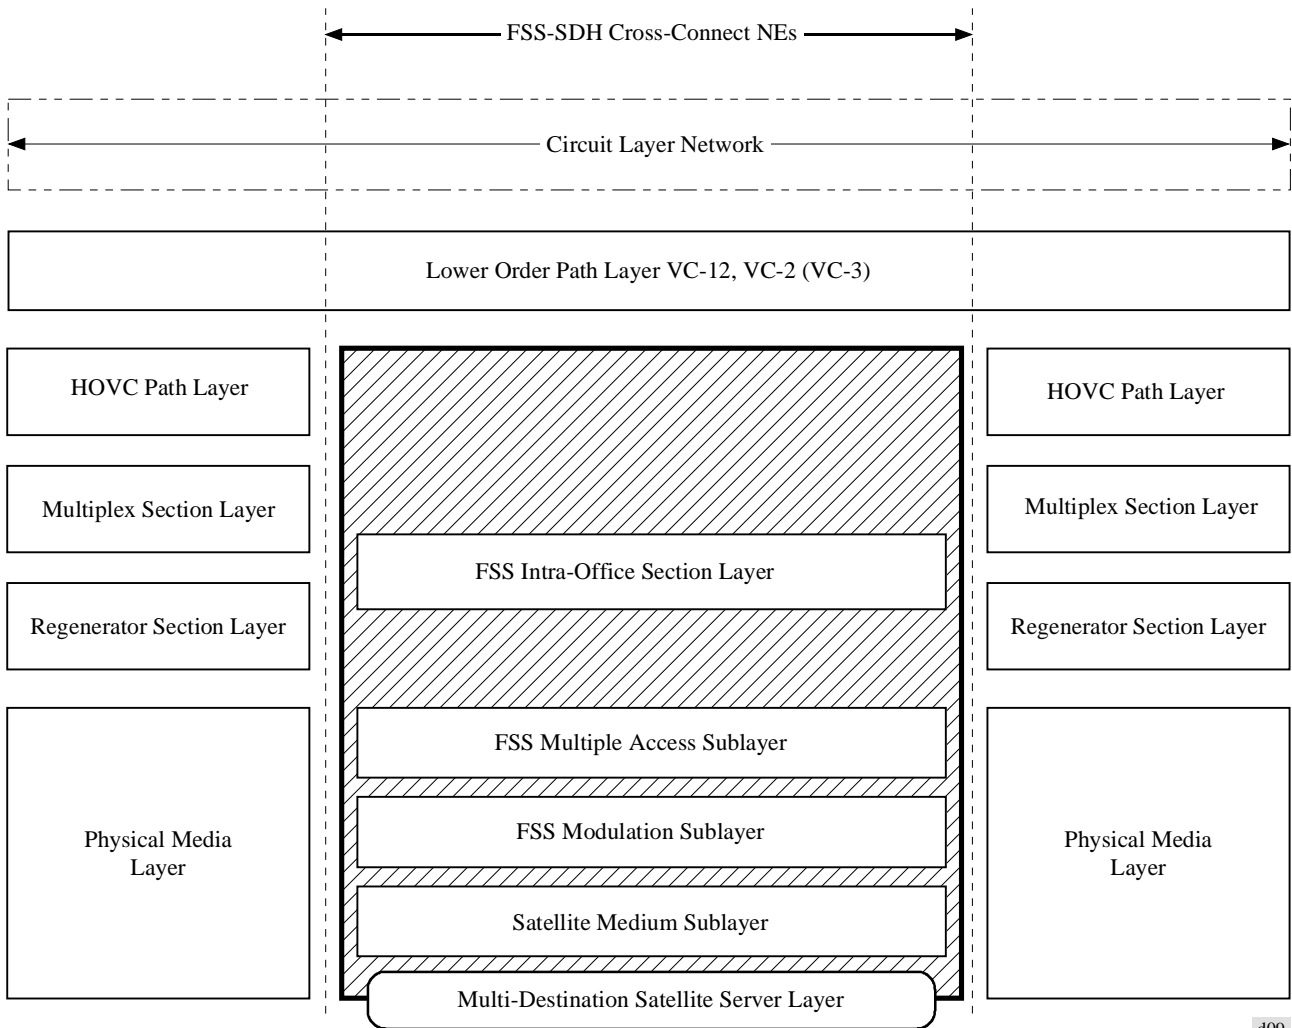 FSS-SDH Cross-Connect NEs
Circuit Layer Network
Lower Order Path Layer VC-12, VC-2 (VC-3)
HOVC Path Layer
HOVC Path Layer
Multiplex Section Layer
Multiplex Section Layer
FSS Intra-Office Section Layer
Regenerator Section Layer
Regenerator Section Layer
FSS Multiple Access Sublayer
FSS Modulation Sublayer
Physical Media
Layer
Physical Media
Layer
Satellite Medium Sublayer
Multi-Destination Satellite Server Layer
d09